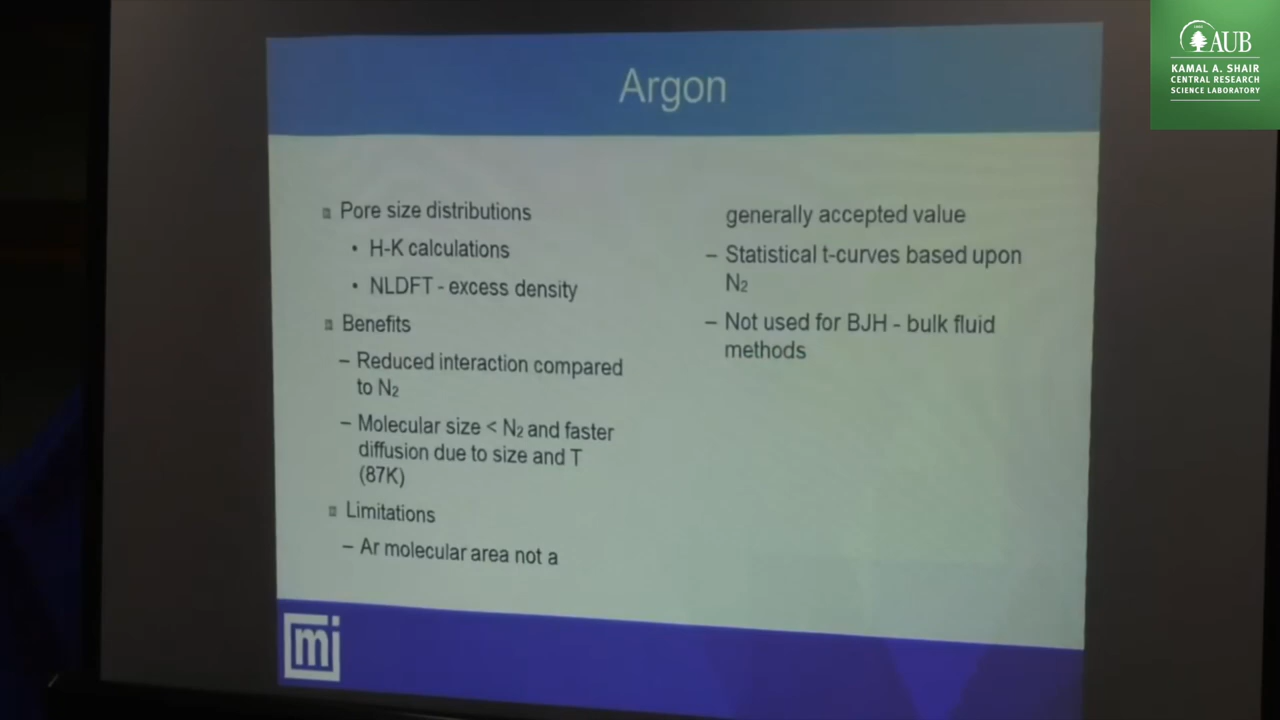 Argon
Pore size distributions
• H-K calculations
• NLDFT - excess density
Benefits
– Reduced interaction compared
to N₂
– Molecular size < N₂ and faster
diffusion due to size and T
(87K)
Limitations
– Ar molecular area not a
generally accepted value
– Statistical t-curves based upon
N₂
– Not used for BJH - bulk fluid
methods
mi
AUB
KAMAL A. SHAIR
CENTRAL RESEARCH
SCIENCE LABORATORY